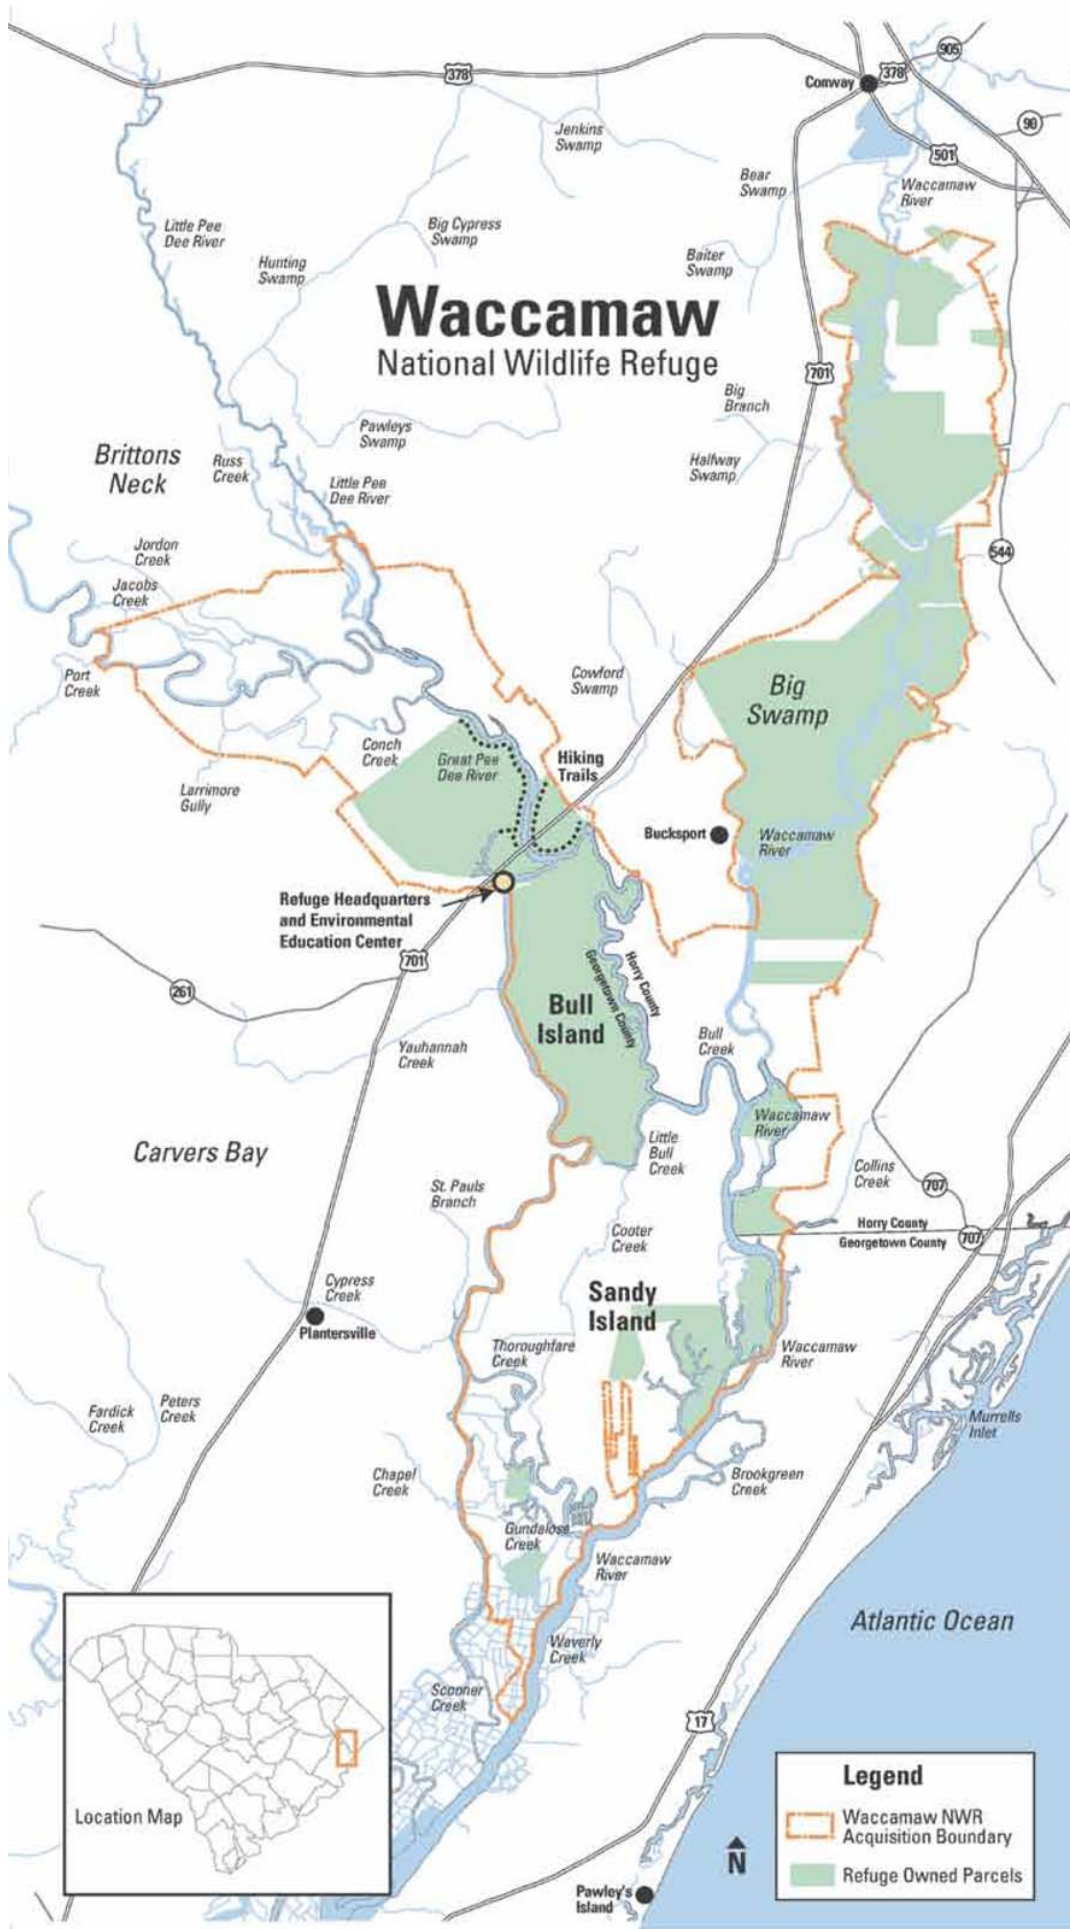 905
378
Conway
378
90
Jenkins
Swamp
501
Bear
Swamp
Waccamaw
River
Little Pee
Dee River
Big Cypress
Swamp
Hunting
Swamp
Baiter
Swamp
Waccamaw
National Wildlife Refuge
701
Big
Branch
Pawleys
Swamp
Brittons
Neck
Russ
Creek
Halfway
Swamp
Little Pee
Dee River
Jordon
Creek
544
Jacobs
Creek
Port
Creek
Cowford
Swamp
Big
Swamp
Conch
Creek
Great Pee
Dee River
Hiking
Trails
Larrimore
Gully
Bucksport
Waccamaw
River
Refuge Headquarters
and Environmental
Education Center
701
261
Horry County
Georgetown County
Bull
Island
Yauhannah
Creek
Bull
Creek
Waccamaw
River
Carvers Bay
Little
Bull
Creek
Collins
Creek
St. Pauls
Branch
707
Cooter
Creek
Horry County
Georgetown County
707
Cypress
Creek
Sandy
Island
Plantersville
Thoroughfare
Creek
Waccamaw
River
Fardick
Creek
Peters
Creek
Murrells
Inlet
Chapel
Creek
Brookgreen
Creek
Gundalose
Creek
Waccamaw
River
Atlantic Ocean
Waverly
Creek
Scooner
Creek
17
Location Map
N
Pawley's
Island
Legend
Waccamaw NWR
Acquisition Boundary
Refuge Owned Parcels